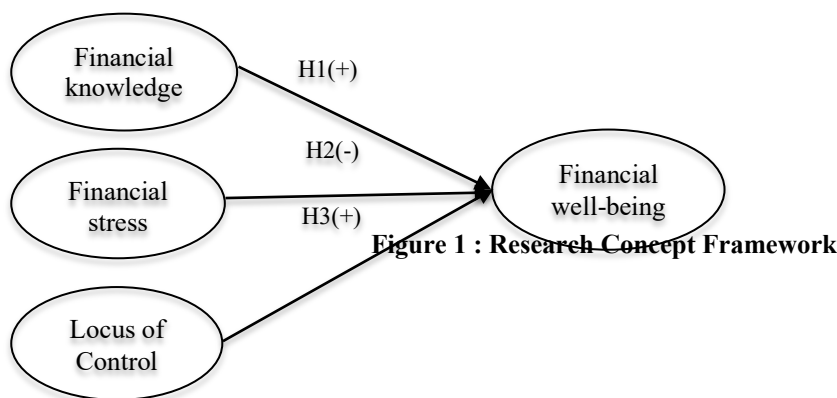 Financial
knowledge
H1(+)
H2(-)
Financial
stress
H3(+)
Financial
well-being
Figure 1 : Research Concept Framework
Locus of
Control